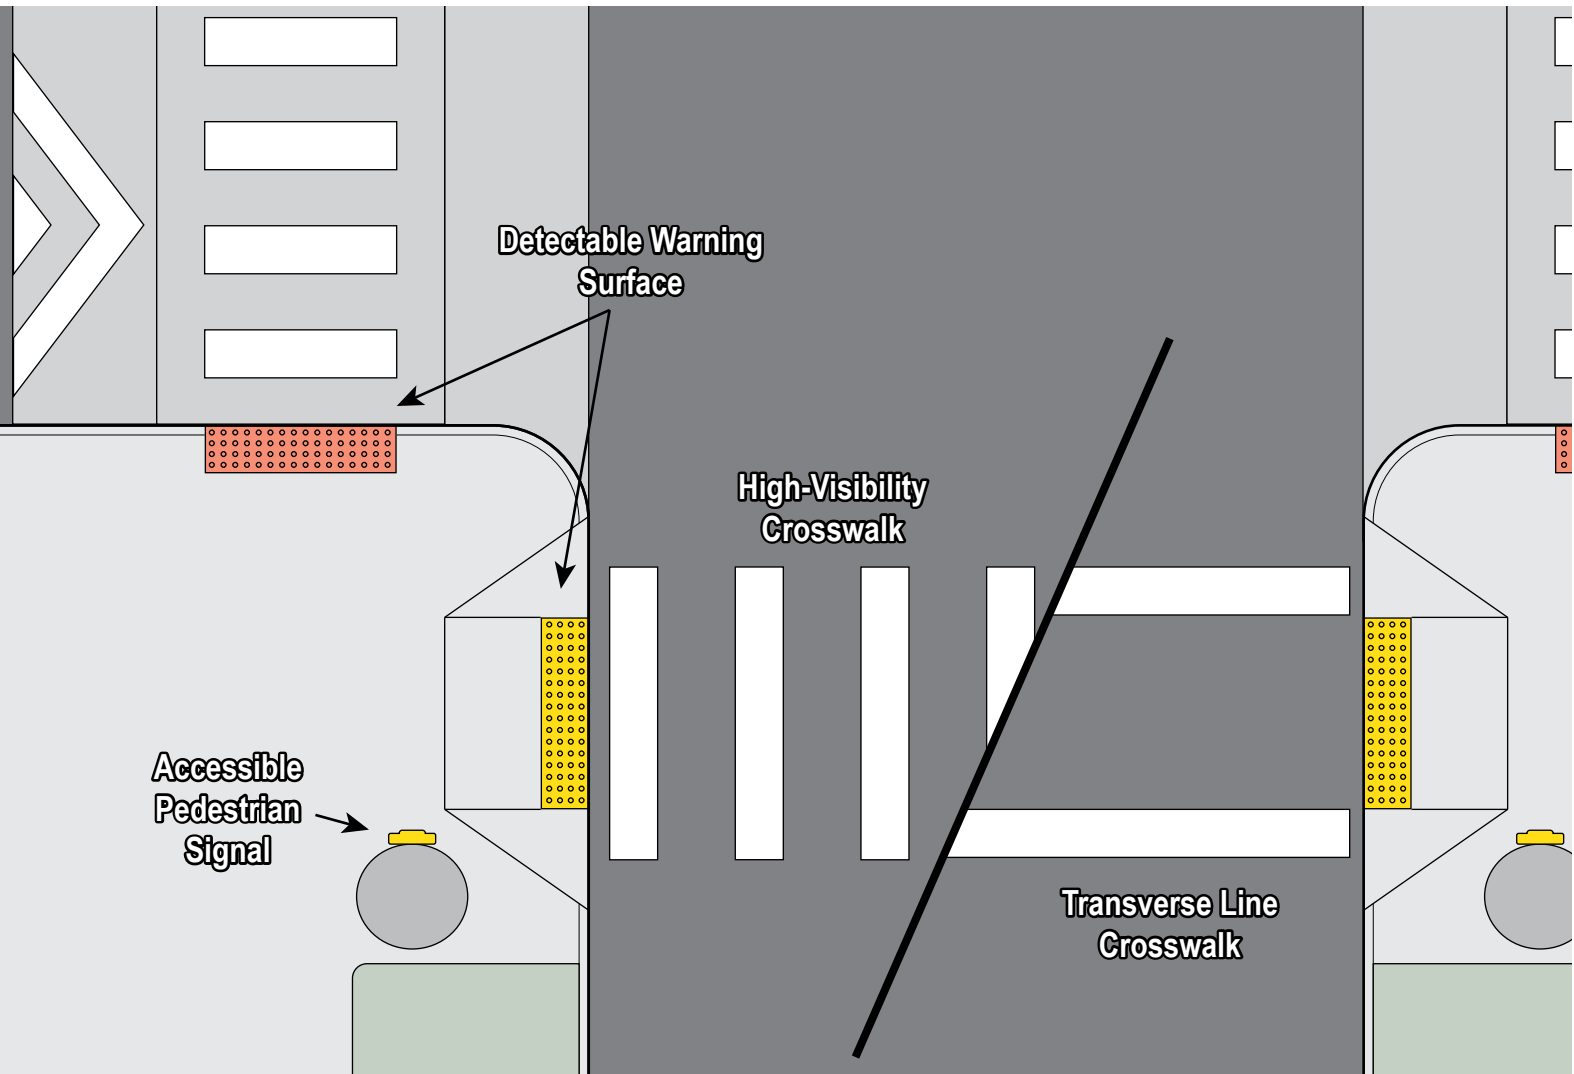 Detectable Warning
Surface
High-Visibility
Crosswalk
Accessible
Pedestrian
Signal
Transverse Line
Crosswalk